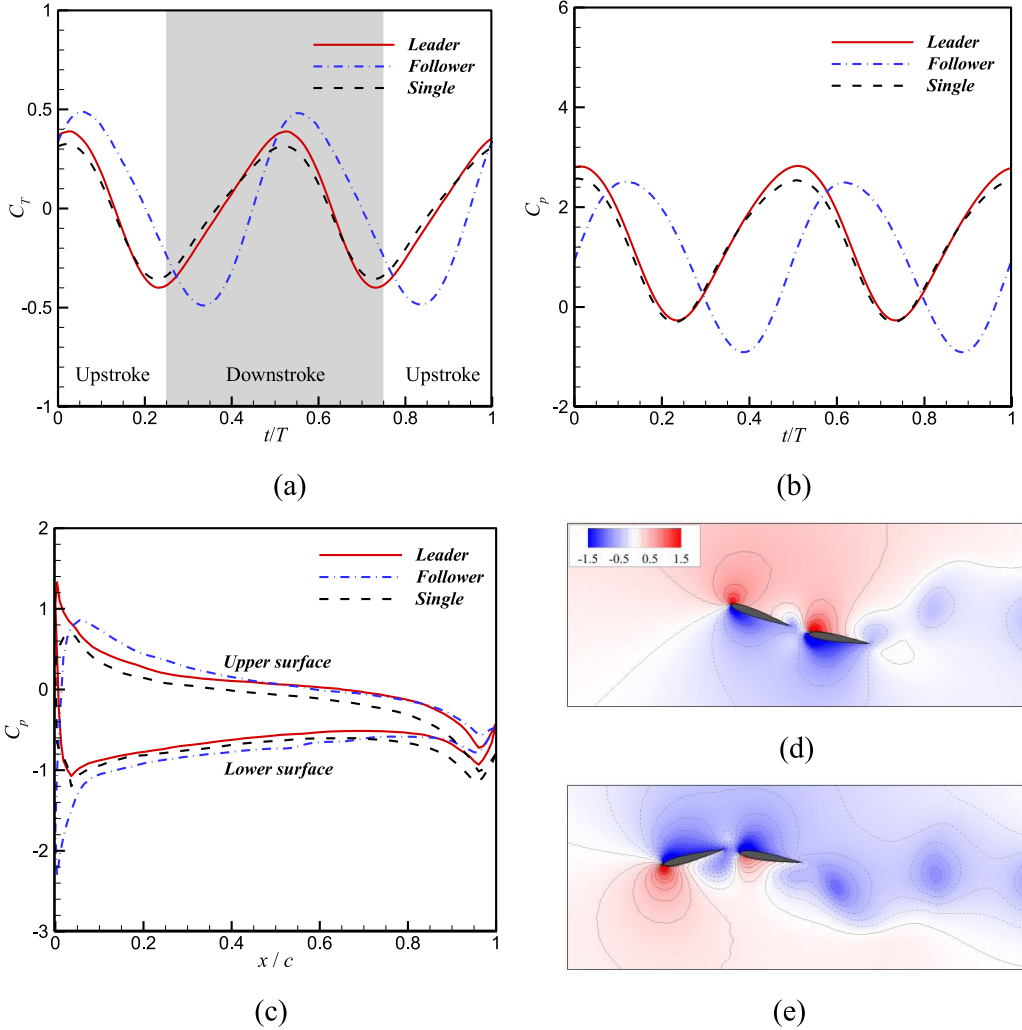 1
0.5
0
-0.5
-1
C_T
Leader
Follower
Single
Upstroke
Downstroke
Upstroke
0
0.2
0.4
0.6
0.8
1
t/T
(a)
6
4
2
0
-2
C_p
Leader
Follower
Single
0
0.2
0.4
0.6
0.8
1
t/T
(b)
2
1
0
-1
-2
-3
C_p
Leader
Follower
Single
Upper surface
Lower surface
0
0.2
0.4
0.6
0.8
1
x / c
(c)
-1.5 -0.5 0.5 1.5
(d)
(e)